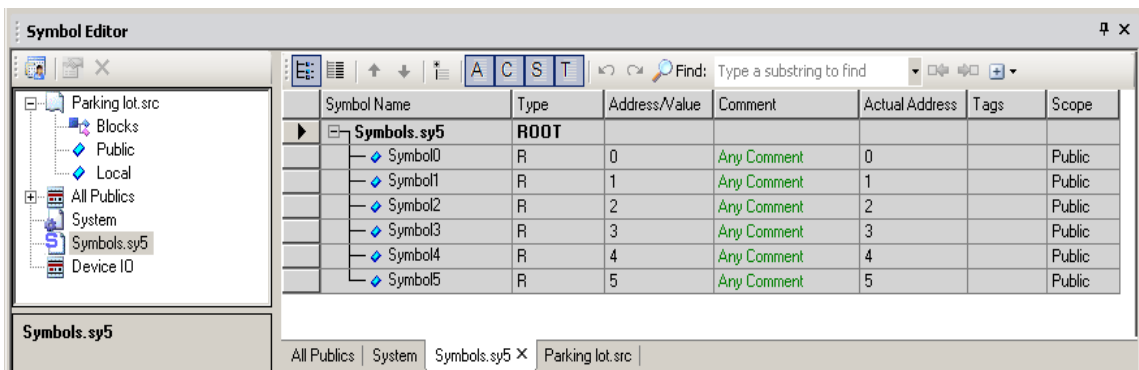 Symbol Editor
A C S T Find: Type a substring to find
Parking lot.src
Blocks
Public
Local
All Publics
System
Symbols.sy5
Device IO
Symbols.sy5
Symbol Name Type Address/Value Comment Actual Address Tags Scope
Symbols.sy5 ROOT
Symbol0 R 0 Any Comment 0 Public
Symbol1 R 1 Any Comment 1 Public
Symbol2 R 2 Any Comment 2 Public
Symbol3 R 3 Any Comment 3 Public
Symbol4 R 4 Any Comment 4 Public
Symbol5 R 5 Any Comment 5 Public
All Publics System Symbols.sy5 Parking lot.src